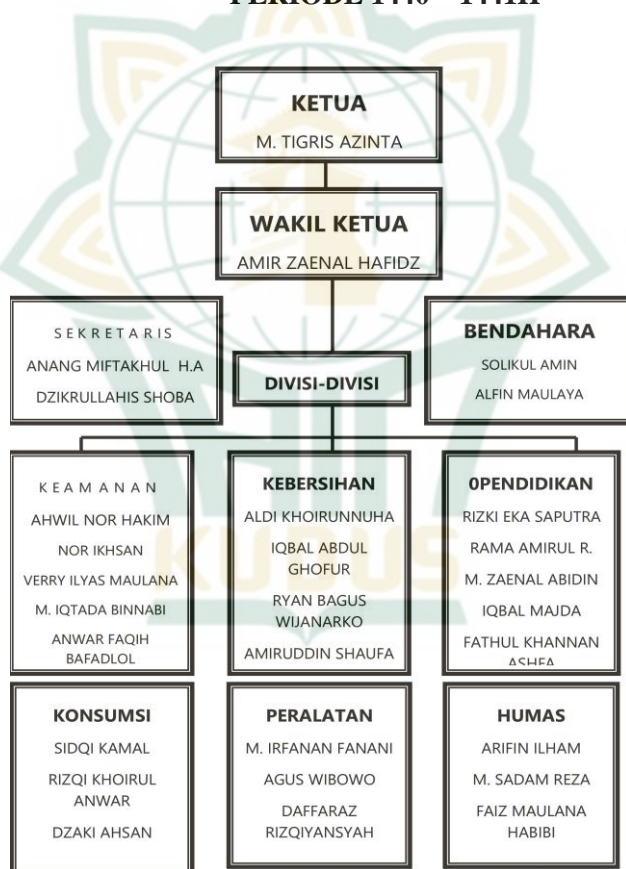 KETUA
M. TIGRIS AZINTA
WAKIL KETUA
AMIR ZAENAL HAFIDZ
SEKRETARIS
ANANG MIFTAKHUL H.A
DZIKRULLAHIS SHOBA
BENDAHARA
SOLIKUL AMIN
ALFIN MAULAYA
DIVISI-DIVISI
KEAMANAN
AHWIL NOR HAKIM
NOR IKHSAN
VERRY ILYAS MAULANA
M. IQTADA BINNABI
ANWAR FAQIH
BAFADLOL
KEBERSIHAN
ALDI KHOIRUNNUHA
IQBAL ABDUL
GHOFUR
RYAN BAGUS
WIJANARKO
AMIRUDDIN SHAUFA
0PENDIDIKAN
RIZKI EKA SAPUTRA
RAMA AMIRUL R.
M. ZAENAL ABIDIN
IQBAL MAJDA
FATHUL KHANNAN
ASHFA
KUDUS
KONSUMSI
SIDQI KAMAL
RIZQI KHOIRUL
ANWAR
DZAKI AHSAN
PERALATAN
M. IRFANAN FANANI
AGUS WIBOWO
DAFFARAZ
RIZQIYANSYAH
HUMAS
ARIFIN ILHAM
M. SADAM REZA
FAIZ MAULANA
HABIBI